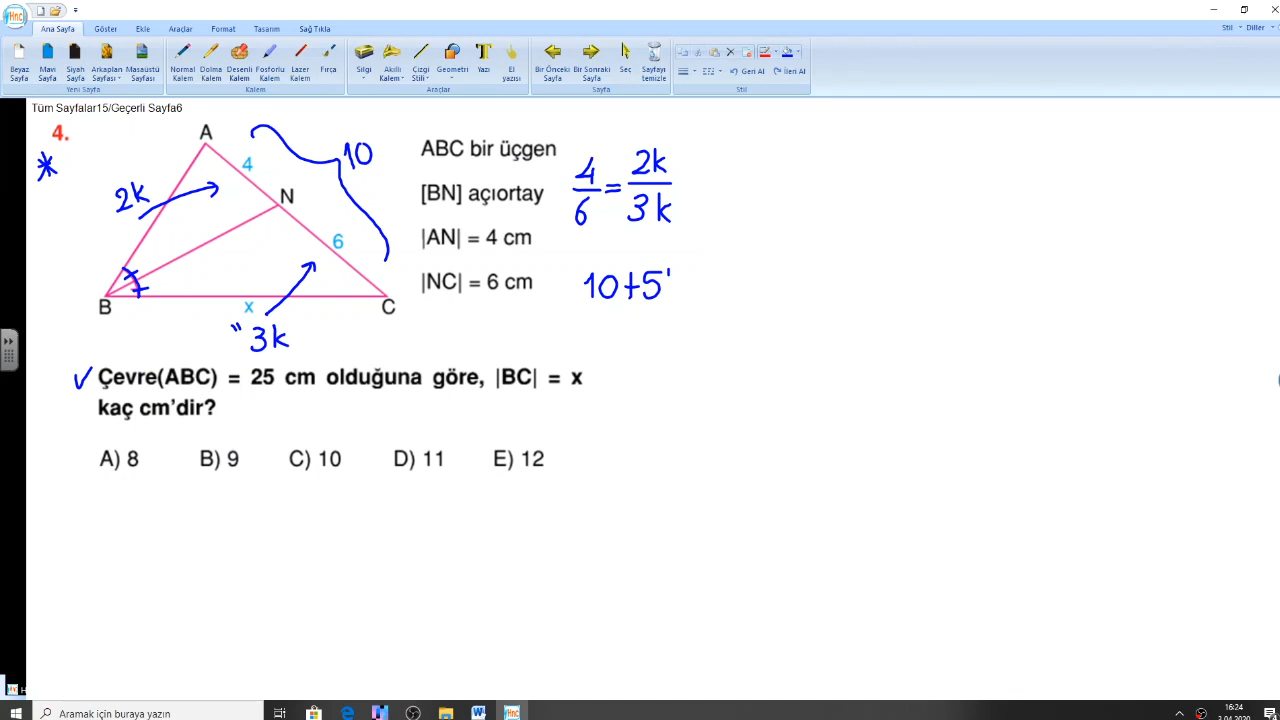 Stil Diller
Ana Sayfa Göster Ekle Araçlar Format Tasarım Sağ Tıkla
Beyaz Sayfa Mavi Sayfa Siyah Sayfa Arkaplan Sayfası Masaüstü Sayfası Normal Kalem Dolma Kalem Desenli Kalem Fosforlu Kalem Lazer Kalem Fırça Silgi Akıllı Kalem Çizgi Stili Geometri Yazı El yazısı Bir Önceki Sayfa Bir Sonraki Sayfa Seç Sayfayı temizle Geri Al İleri Al
Yeni Sayfa Kalem Araçlar Sayfa Stil
Tüm Sayfalar15/Geçerli Sayfa6
4.
A
4
10
N
2k
6
B
x
C
3k
ABC bir üçgen
[BN] açıortay
|AN| = 4 cm
|NC| = 6 cm
4/6 = 2k/3k
10+5
Çevre(ABC) = 25 cm olduğuna göre, |BC| = x
kaç cm'dir?
A) 8 B) 9 C) 10 D) 11 E) 12
Aramak için buraya yazın
16:24
3.04.2020